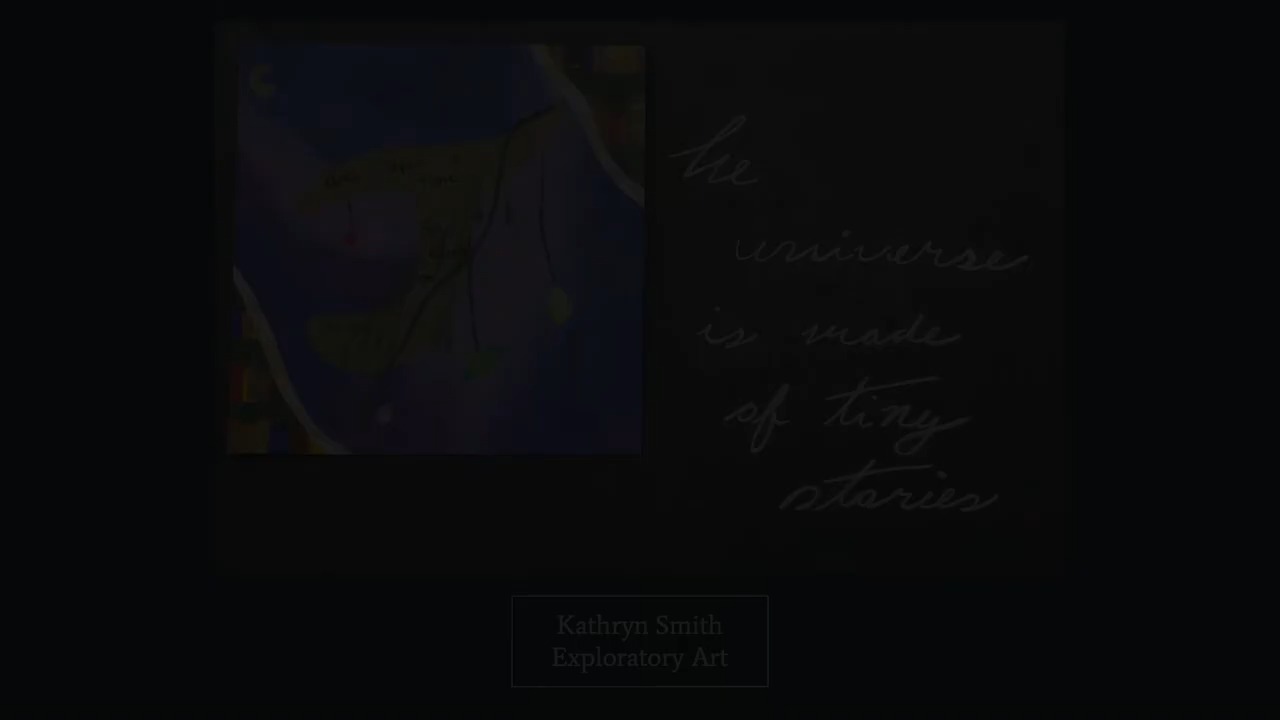 he
universe
is made
of tiny
stories
Kathryn Smith
Exploratory Art